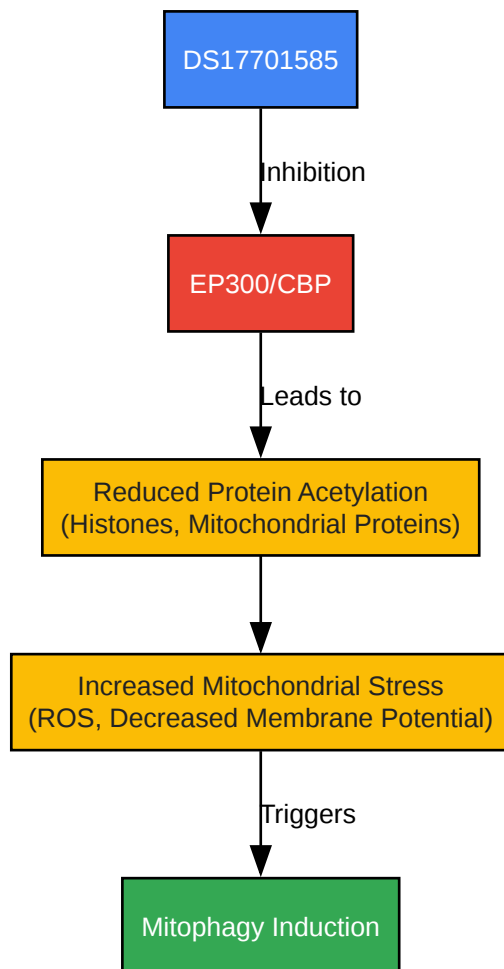 DS17701585
Inhibition
EP300/CBP
Leads to
Reduced Protein Acetylation
(Histones, Mitochondrial Proteins)
Increased Mitochondrial Stress
(ROS, Decreased Membrane Potential)
Triggers
Mitophagy Induction